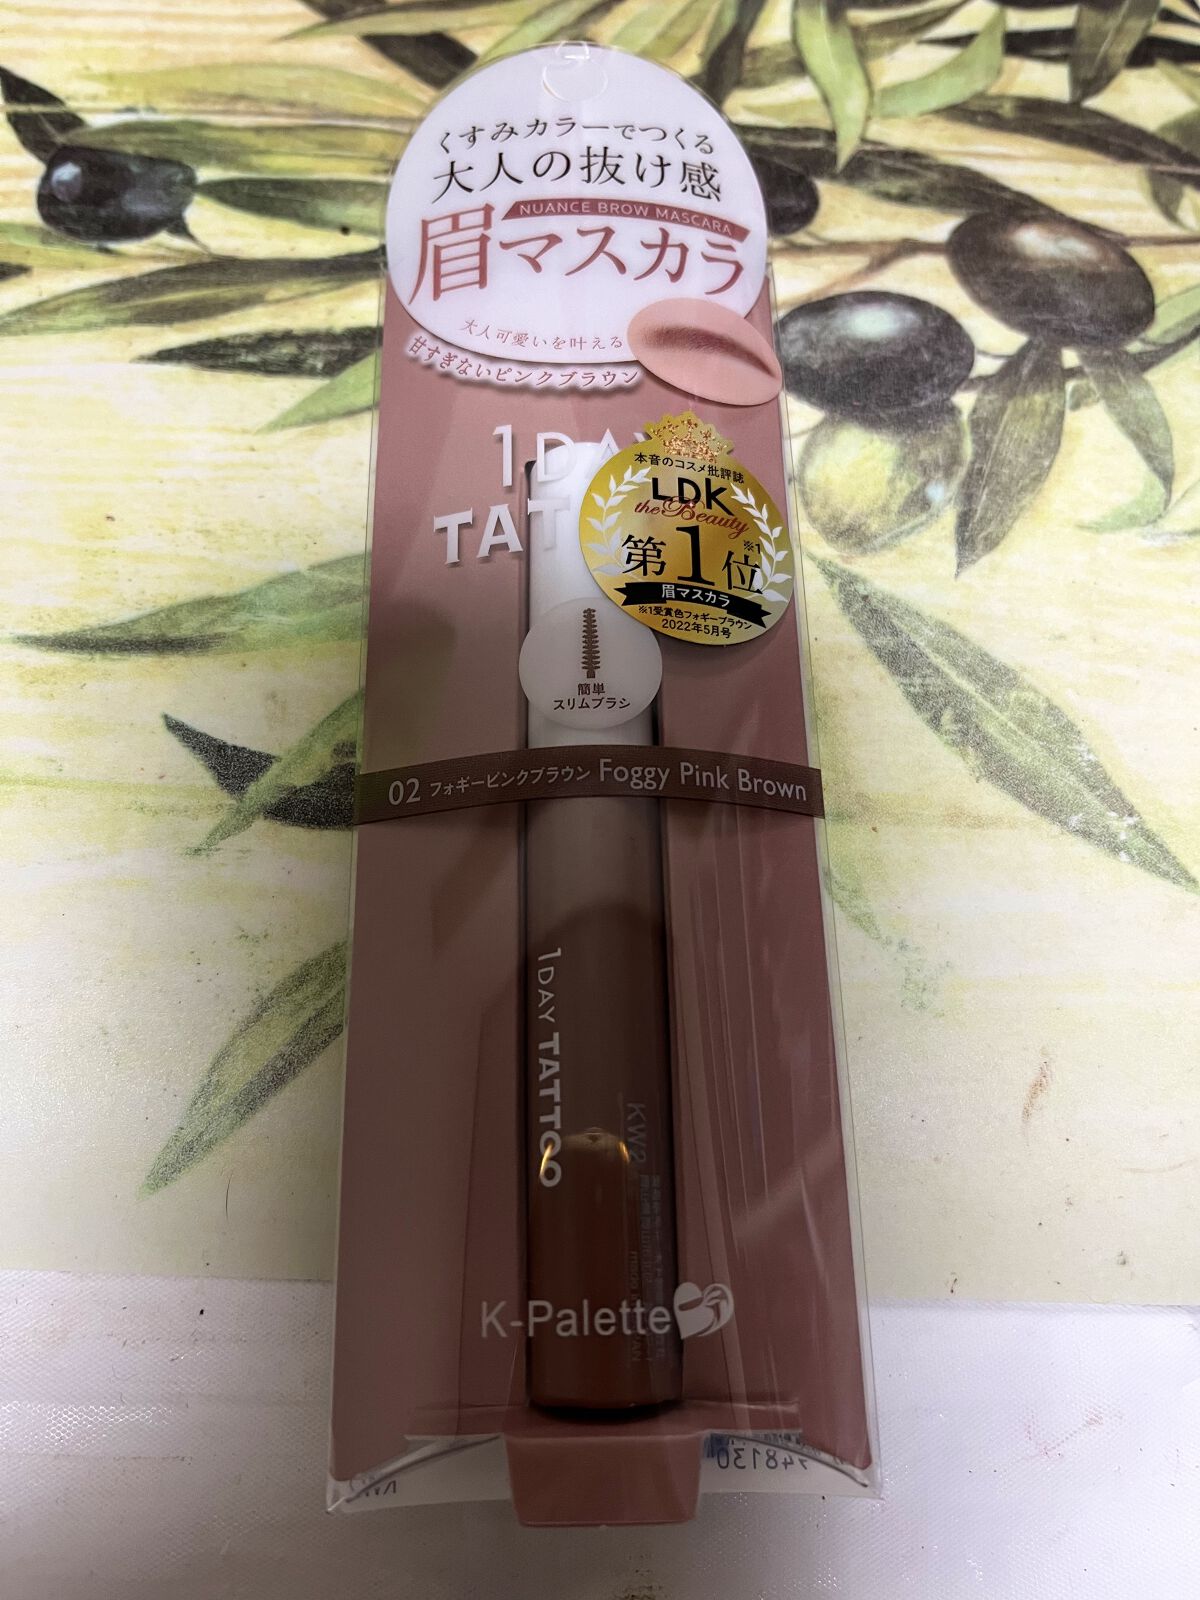 くすみカラーでつくる
大人の抜け感
NUANCE BROW MASCARA
眉マスカラ
大人可愛いを叶える
甘すぎないピンクブラウン
1DAY
TAT
本音のコスメ批評誌
LDK
the Beauty
第1位※1
眉マスカラ
※1受賞色フォギーブラウン
2022年5月号
簡単
スリムブラシ
02 フォギーピンクブラウン Foggy Pink Brown
1DAY TATTOO
K-Palette
748130